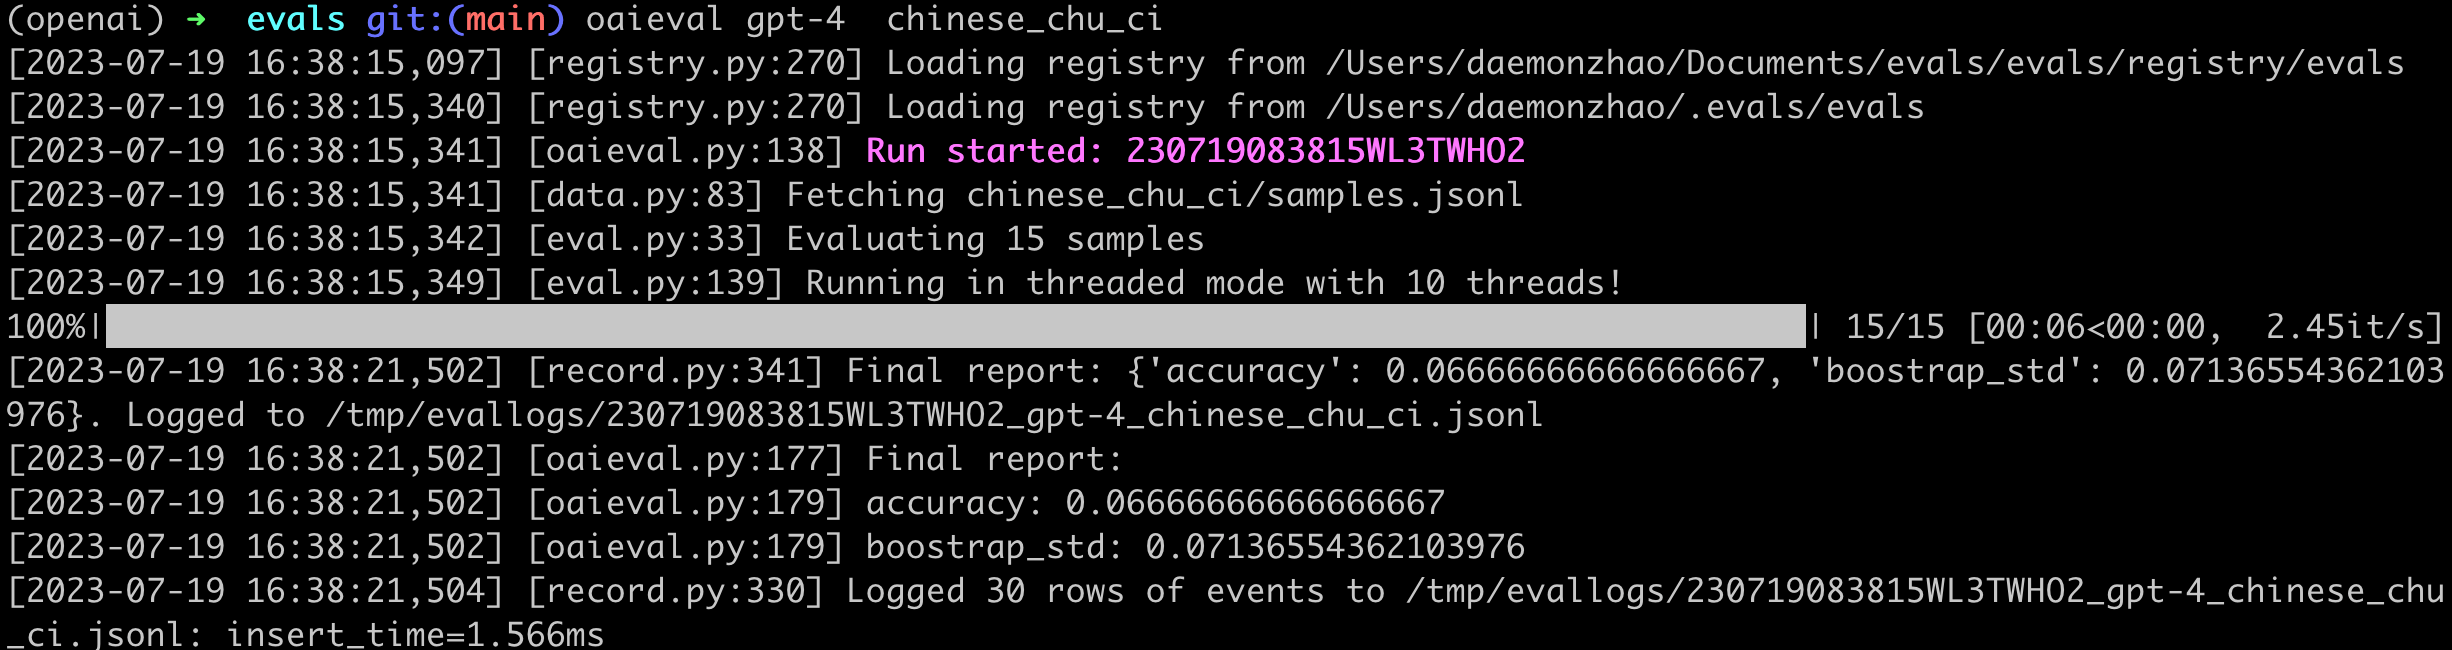 (openai) ➜  evals git:(main) oaieval gpt-4  chinese_chu_ci
[2023-07-19 16:38:15,097] [registry.py:270] Loading registry from /Users/daemonzhao/Documents/evals/evals/registry/evals
[2023-07-19 16:38:15,340] [registry.py:270] Loading registry from /Users/daemonzhao/.evals/evals
[2023-07-19 16:38:15,341] [oaieval.py:138] Run started: 230719083815WL3TWHO2
[2023-07-19 16:38:15,341] [data.py:83] Fetching chinese_chu_ci/samples.jsonl
[2023-07-19 16:38:15,342] [eval.py:33] Evaluating 15 samples
[2023-07-19 16:38:15,349] [eval.py:139] Running in threaded mode with 10 threads!
100%|| 15/15 [00:06<00:00,  2.45it/s]
[2023-07-19 16:38:21,502] [record.py:341] Final report: {'accuracy': 0.06666666666666667, 'boostrap_std': 0.07136554362103
976}. Logged to /tmp/evallogs/230719083815WL3TWHO2_gpt-4_chinese_chu_ci.jsonl
[2023-07-19 16:38:21,502] [oaieval.py:177] Final report:
[2023-07-19 16:38:21,502] [oaieval.py:179] accuracy: 0.06666666666666667
[2023-07-19 16:38:21,502] [oaieval.py:179] boostrap_std: 0.07136554362103976
[2023-07-19 16:38:21,504] [record.py:330] Logged 30 rows of events to /tmp/evallogs/230719083815WL3TWHO2_gpt-4_chinese_chu
_ci.jsonl: insert_time=1.566ms